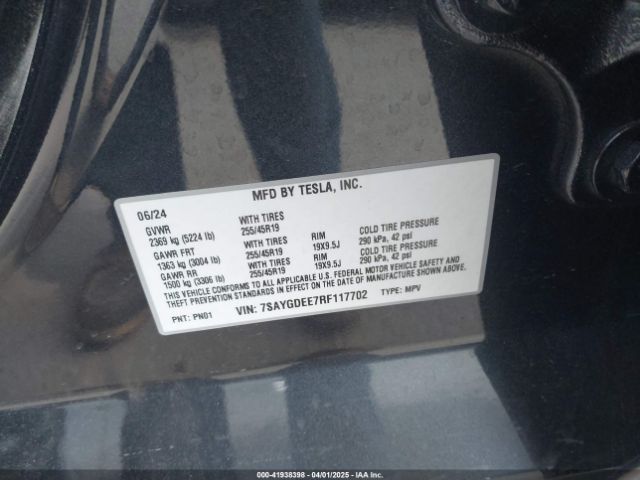 MFD BY TESLA, INC.
06/24
GVWR WITH TIRES
2369 kg (5224 lb) 255/45R19 RIM COLD TIRE PRESSURE
GAWR FRT WITH TIRES 19X9.5J 290 kPa, 42 psi
1363 kg (3004 lb) 255/45R19 RIM COLD TIRE PRESSURE
GAWR RR WITH TIRES 19X9.5J 290 kPa, 42 psi
1500 kg (3306 lb) 255/45R19
THIS VEHICLE CONFORMS TO ALL APPLICABLE U.S. FEDERAL MOTOR VEHICLE SAFETY AND
THEFT PREVENTION STANDARDS IN EFFECT ON THE DATE OF MANUFACTURE SHOWN ABOVE.
PNT: PN01 VIN: 7SAYGDEE7RF117702 TYPE: MPV
000-41938398 - 04/01/2025 - IAA Inc.